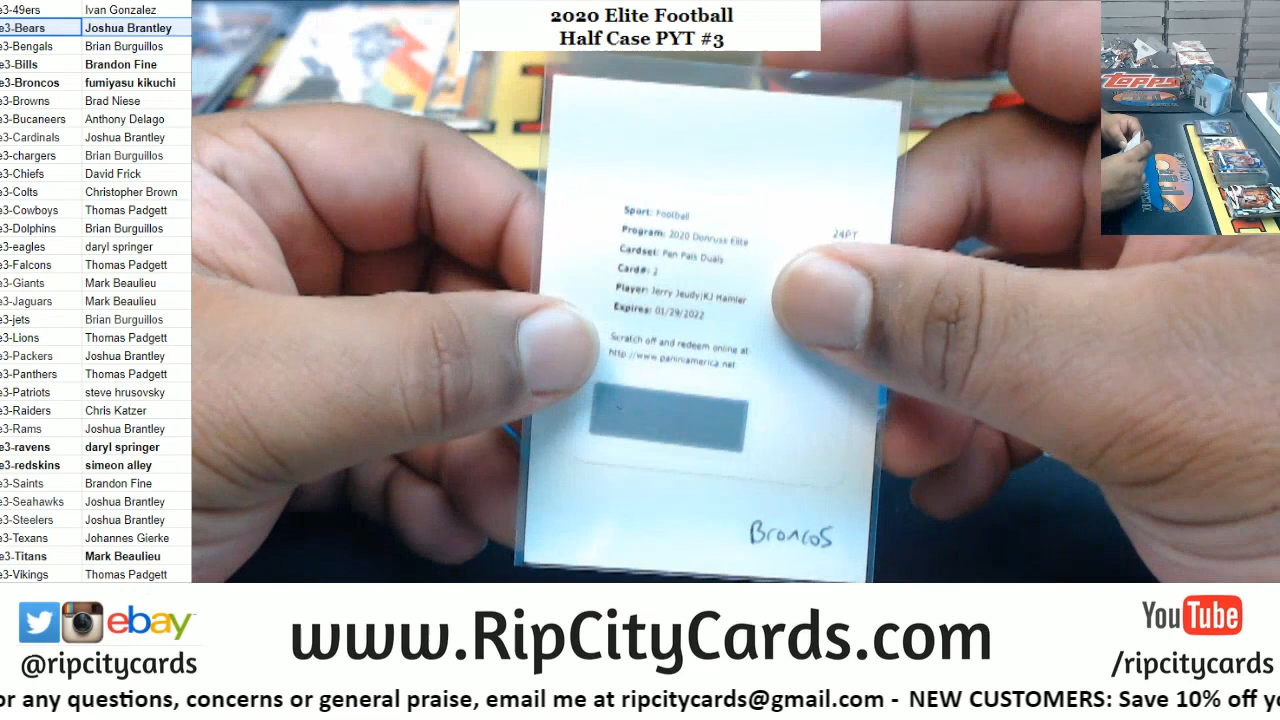 2020 Elite Football
Half Case PYT #3
e3-49ers Ivan Gonzalez
e3-Bears Joshua Brantley
e3-Bengals Brian Burguillos
e3-Bills Brandon Fine
e3-Broncos fumiyasu kikuchi
e3-Browns Brad Niese
e3-Bucaneers Anthony Delago
e3-Cardinals Joshua Brantley
e3-chargers Brian Burguillos
e3-Chiefs David Frick
e3-Colts Christopher Brown
e3-Cowboys Thomas Padgett
e3-Dolphins Brian Burguillos
e3-eagles daryl springer
e3-Falcons Thomas Padgett
e3-Giants Mark Beaulieu
e3-Jaguars Mark Beaulieu
e3-jets Brian Burguillos
e3-Lions Thomas Padgett
e3-Packers Joshua Brantley
e3-Panthers Thomas Padgett
e3-Patriots steve hrusovsky
e3-Raiders Chris Katzer
e3-Rams Joshua Brantley
e3-ravens daryl springer
e3-redskins simeon alley
e3-Saints Brandon Fine
e3-Seahawks Joshua Brantley
e3-Steelers Joshua Brantley
e3-Texans Johannes Gierke
e3-Titans Mark Beaulieu
e3-Vikings Thomas Padgett
Sport: Football
Program: 2020 Donruss Elite
Cardset: Pen Pals Duals
Card#: 2
Player: Jerry Jeudy|KJ Hamler
Expires: 01/29/2022
Scratch off and redeem online at
http://www.paniniamerica.net
24PT
Broncos
topps
ebay
@ripcitycards
www.RipCityCards.com
YouTube
/ripcitycards
or any questions, concerns or general praise, email me at ripcitycards@gmail.com - NEW CUSTOMERS: Save 10% off yo